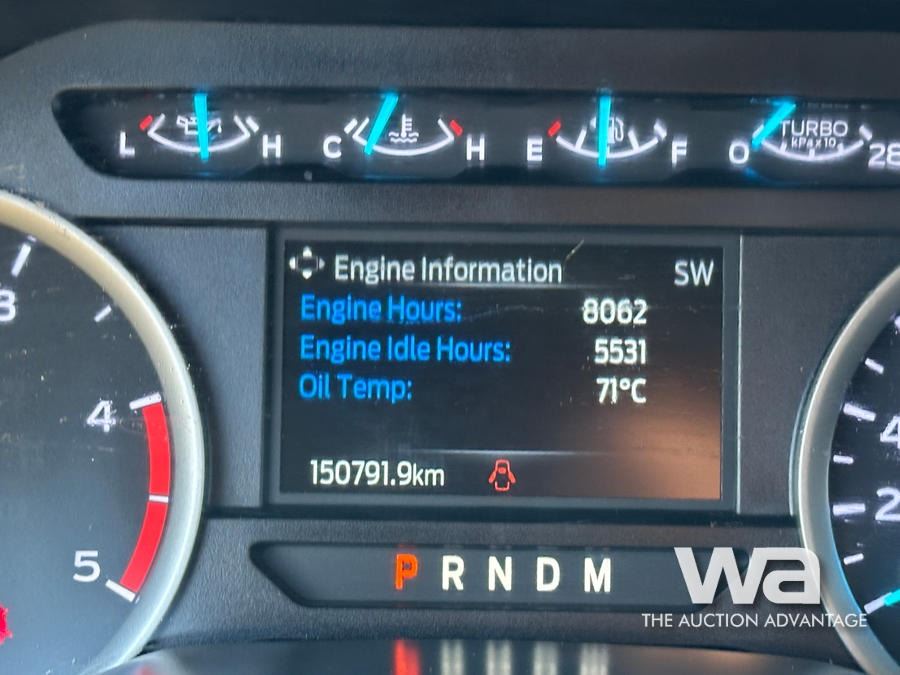 L H C H E F O TURBO 28
kPa x 10
Engine Information SW
Engine Hours: 8062
Engine Idle Hours: 5531
Oil Temp: 71°C
150791.9km
3
4
5
4
2
P R N D M
wa
THE AUCTION ADVANTAGE